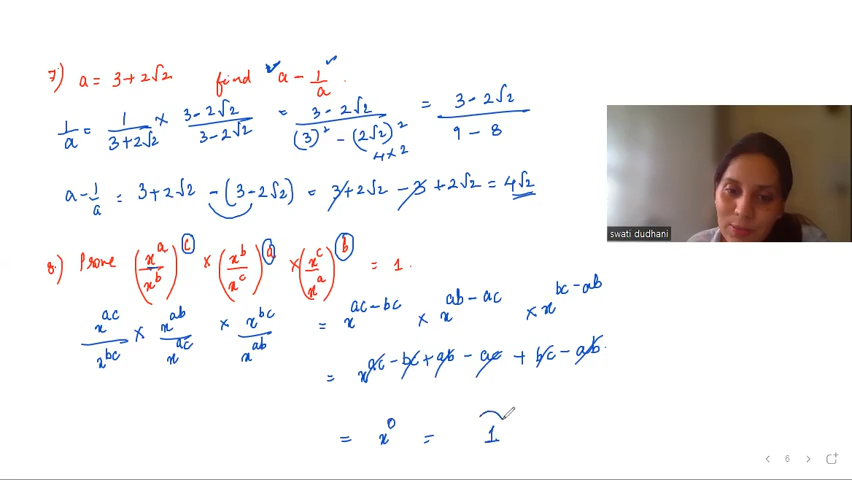 7.) a = 3+2√2 find a - 1/a.
1/a = 1/(3+2√2) × (3-2√2)/(3-2√2) = (3-2√2)/((3)² - (2√2)²) = (3-2√2)/(9-8)
4×2
a - 1/a = 3+2√2 - (3-2√2) = 3+2√2 - 3 + 2√2 = 4√2
8.) Prove (x^a/x^b)^c × (x^b/x^c)^a × (x^c/x^a)^b = 1.
x^ac/x^bc × x^ab/x^ac × x^bc/x^ab = x^(ac-bc) × x^(ab-ac) × x^(bc-ab)
= x^(ac-bc+ab-ac+bc-ab).
= x^0 = 1
swati dudhani
6